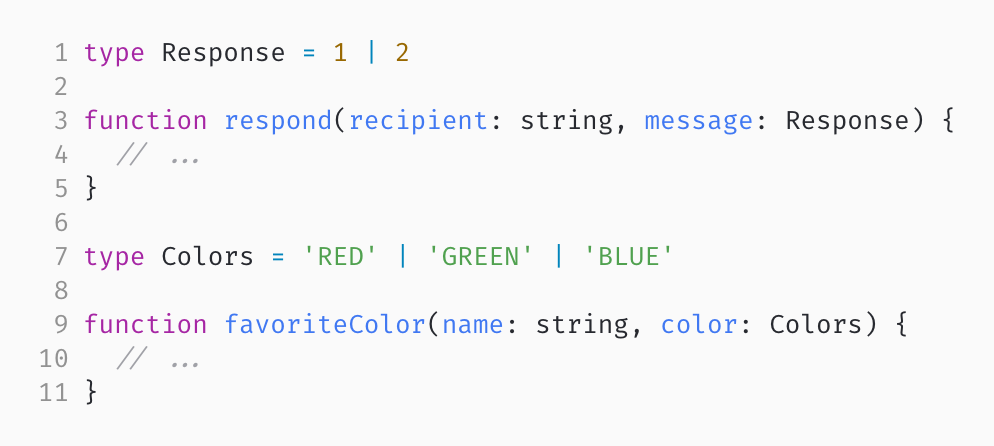 1 type Response = 1 | 2
2
3 function respond(recipient: string, message: Response) {
4   // ...
5 }
6
7 type Colors = 'RED' | 'GREEN' | 'BLUE'
8
9 function favoriteColor(name: string, color: Colors) {
10   // ...
11 }